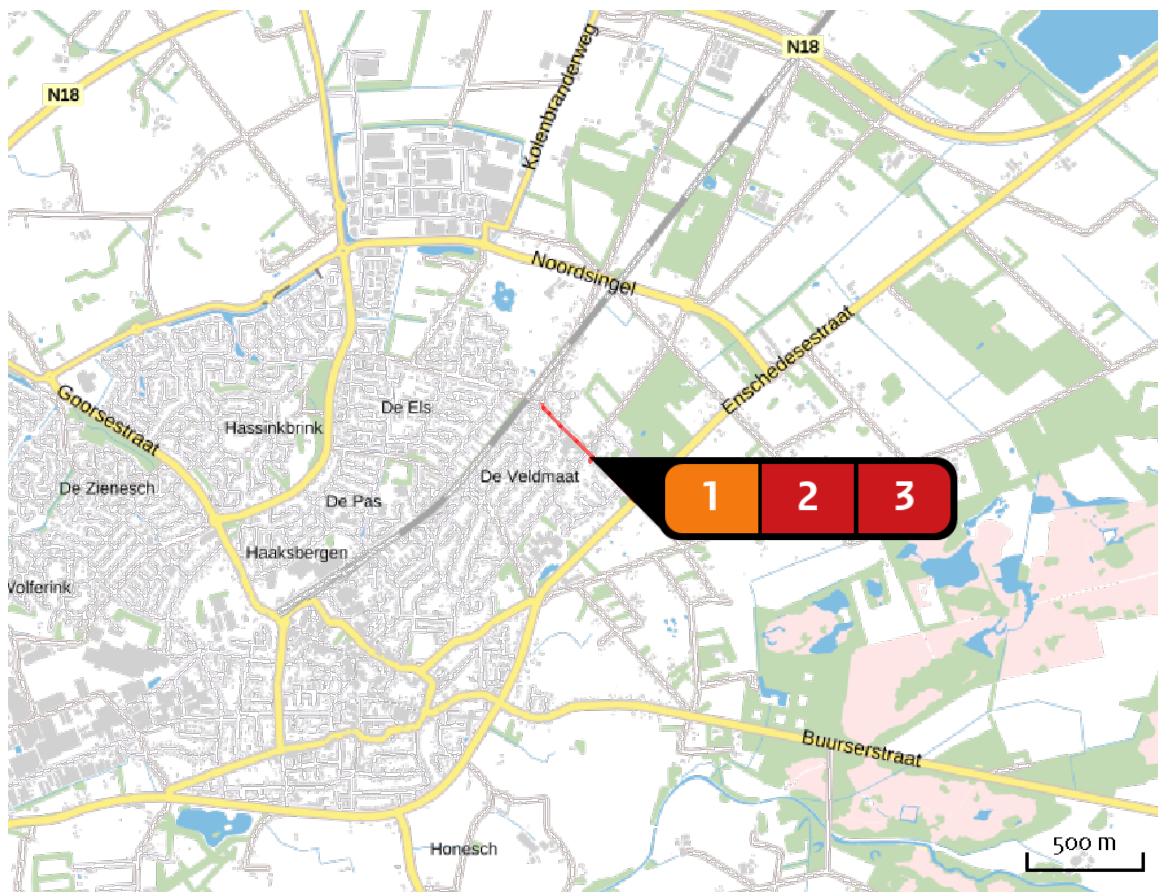 N18
N18
Kolenbranderweg
Noordsingel
Enschedesestraat
Goorsestraat
De Els
Hassinkbrink
De Veldmaat
De Zienesch
De Pas
1 2 3
Haaksbergen
Wolferink
Buurserstraat
Honesch
500 m